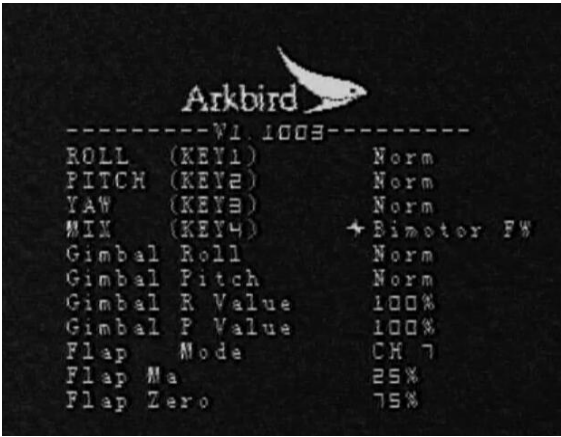 Arkbird
---------V1.1003---------
ROLL (KEY1) Norm
PITCH (KEY2) Norm
YAW (KEY3) Norm
MIX (KEY4) Bimotor FW
Gimbal Roll Norm
Gimbal Pitch Norm
Gimbal R Value 100%
Gimbal P Value 100%
Flap Mode CH 7
Flap Ma 25%
Flap Zero 75%